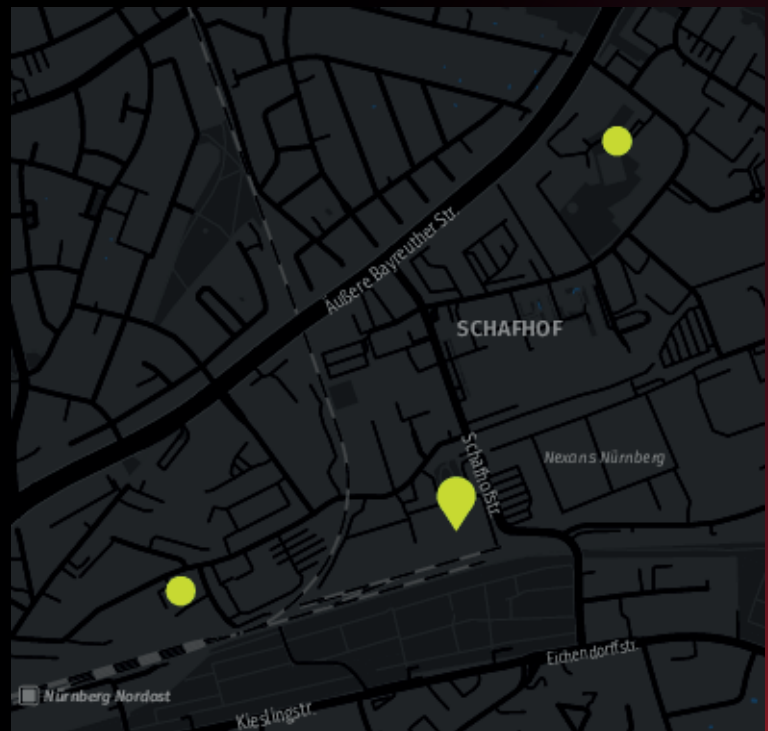 Äußere Bayreuther Str.
SCHAFHOF
Schafhofstr.
Nexans Nürnberg
Eichendorffstr.
Nürnberg Nordost
Kieslingstr.